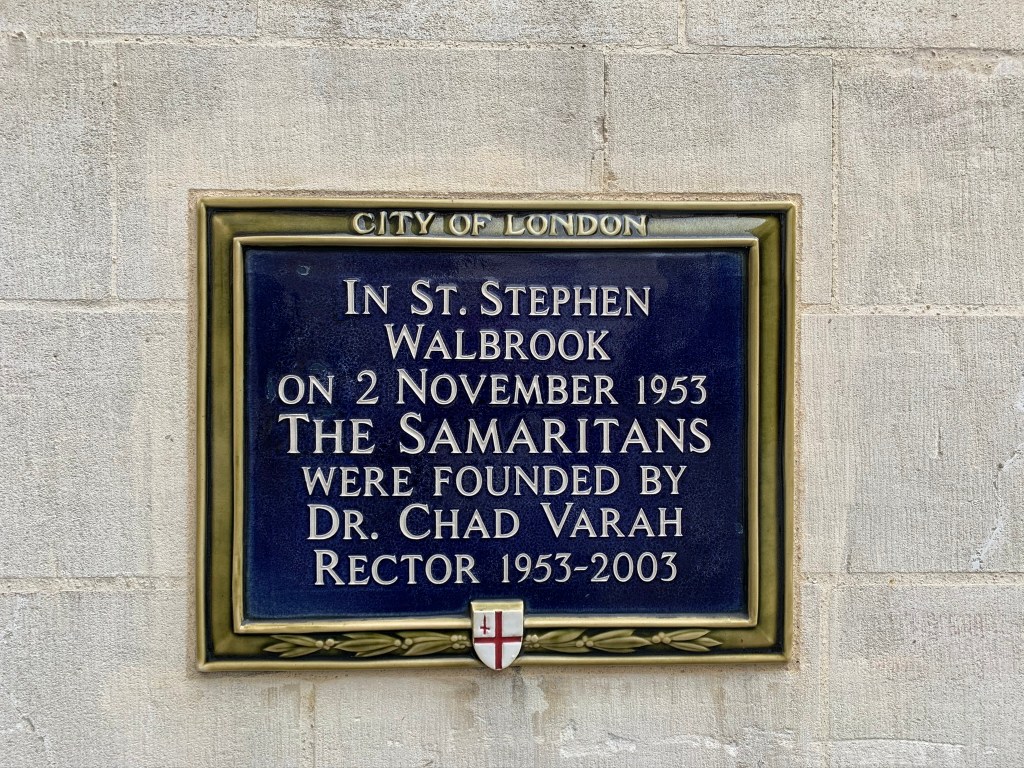 CITY OF LONDON
IN ST. STEPHEN
WALBROOK
ON 2 NOVEMBER 1953
THE SAMARITANS
WERE FOUNDED BY
DR. CHAD VARAH
RECTOR 1953-2003